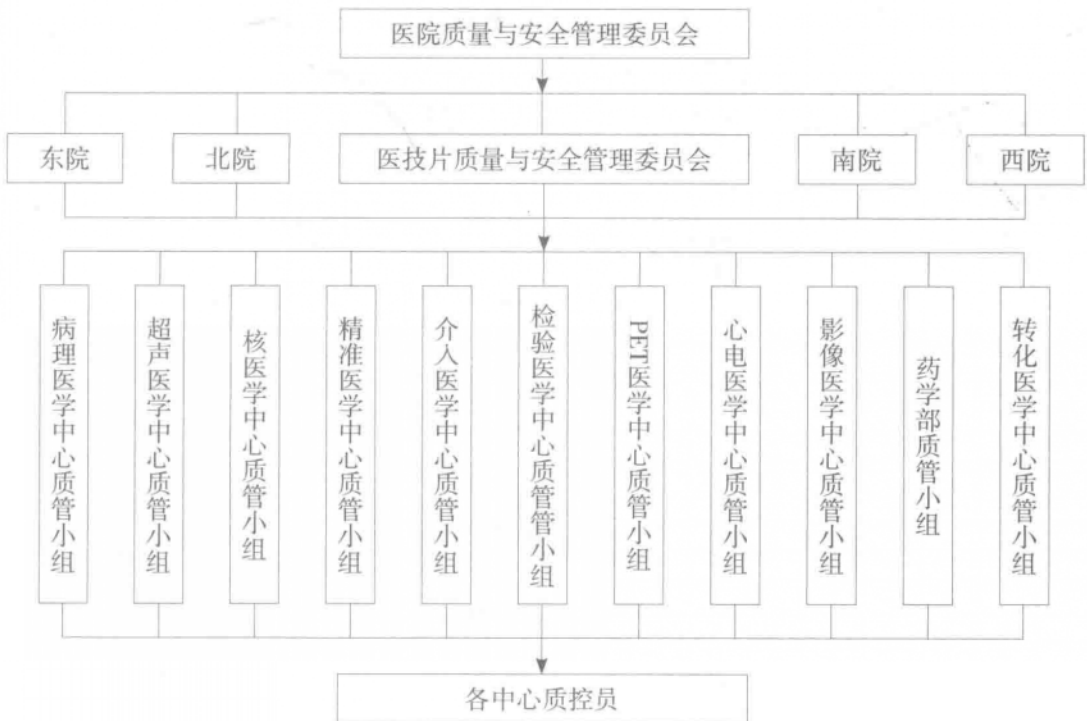 医院质量与安全管理委员会
东院
北院
医技片质量与安全管理委员会
南院
西院
病理医学中心质管小组
超声医学中心质管小组
核医学中心质管小组
精准医学中心质管小组
介入医学中心质管小组
检验医学中心质管管小组
PET医学中心质管小组
心电医学中心质管小组
影像医学中心质管小组
药学部质管小组
转化医学中心质管小组
各中心质控员